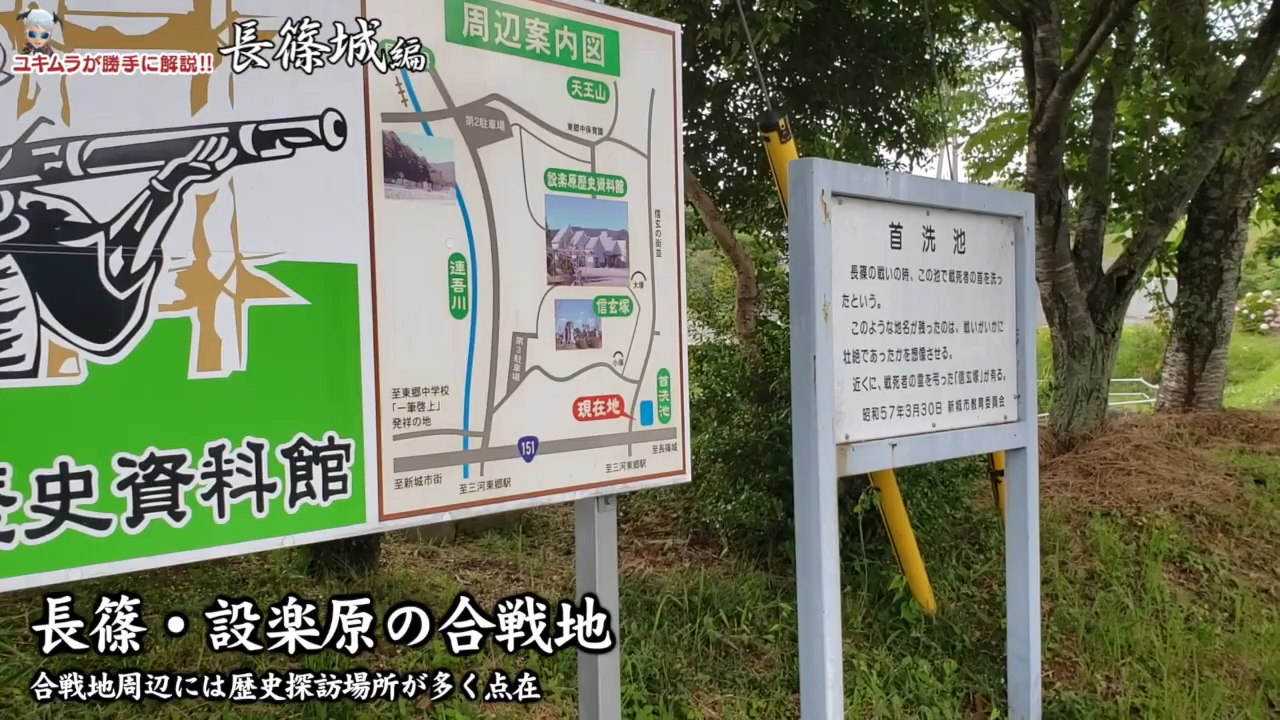 ユキムラが勝手に解説!!
長篠城編
周辺案内図
天王山
第2駐車場
東郷中保育園
設楽原歴史資料館
信玄の街並
連吾川
大塚
信玄塚
小塚
第3駐車場
至東郷中学校
「一筆啓上」
発祥の地
現在地
首洗池
151
至長篠城
至三河東郷駅
至新城市街
至三河東郷駅
史資料館
首洗池
長篠の戦いの時、この池で戦死者の首を洗っ
たという。
このような地名が残ったのは、戦いがいかに
壮絶であったかを想像させる。
近くに、戦死者の霊を弔った「信玄塚」が有る。
昭和57年3月30日 新城市教育委員会
長篠・設楽原の合戦地
合戦地周辺には歴史探訪場所が多く点在